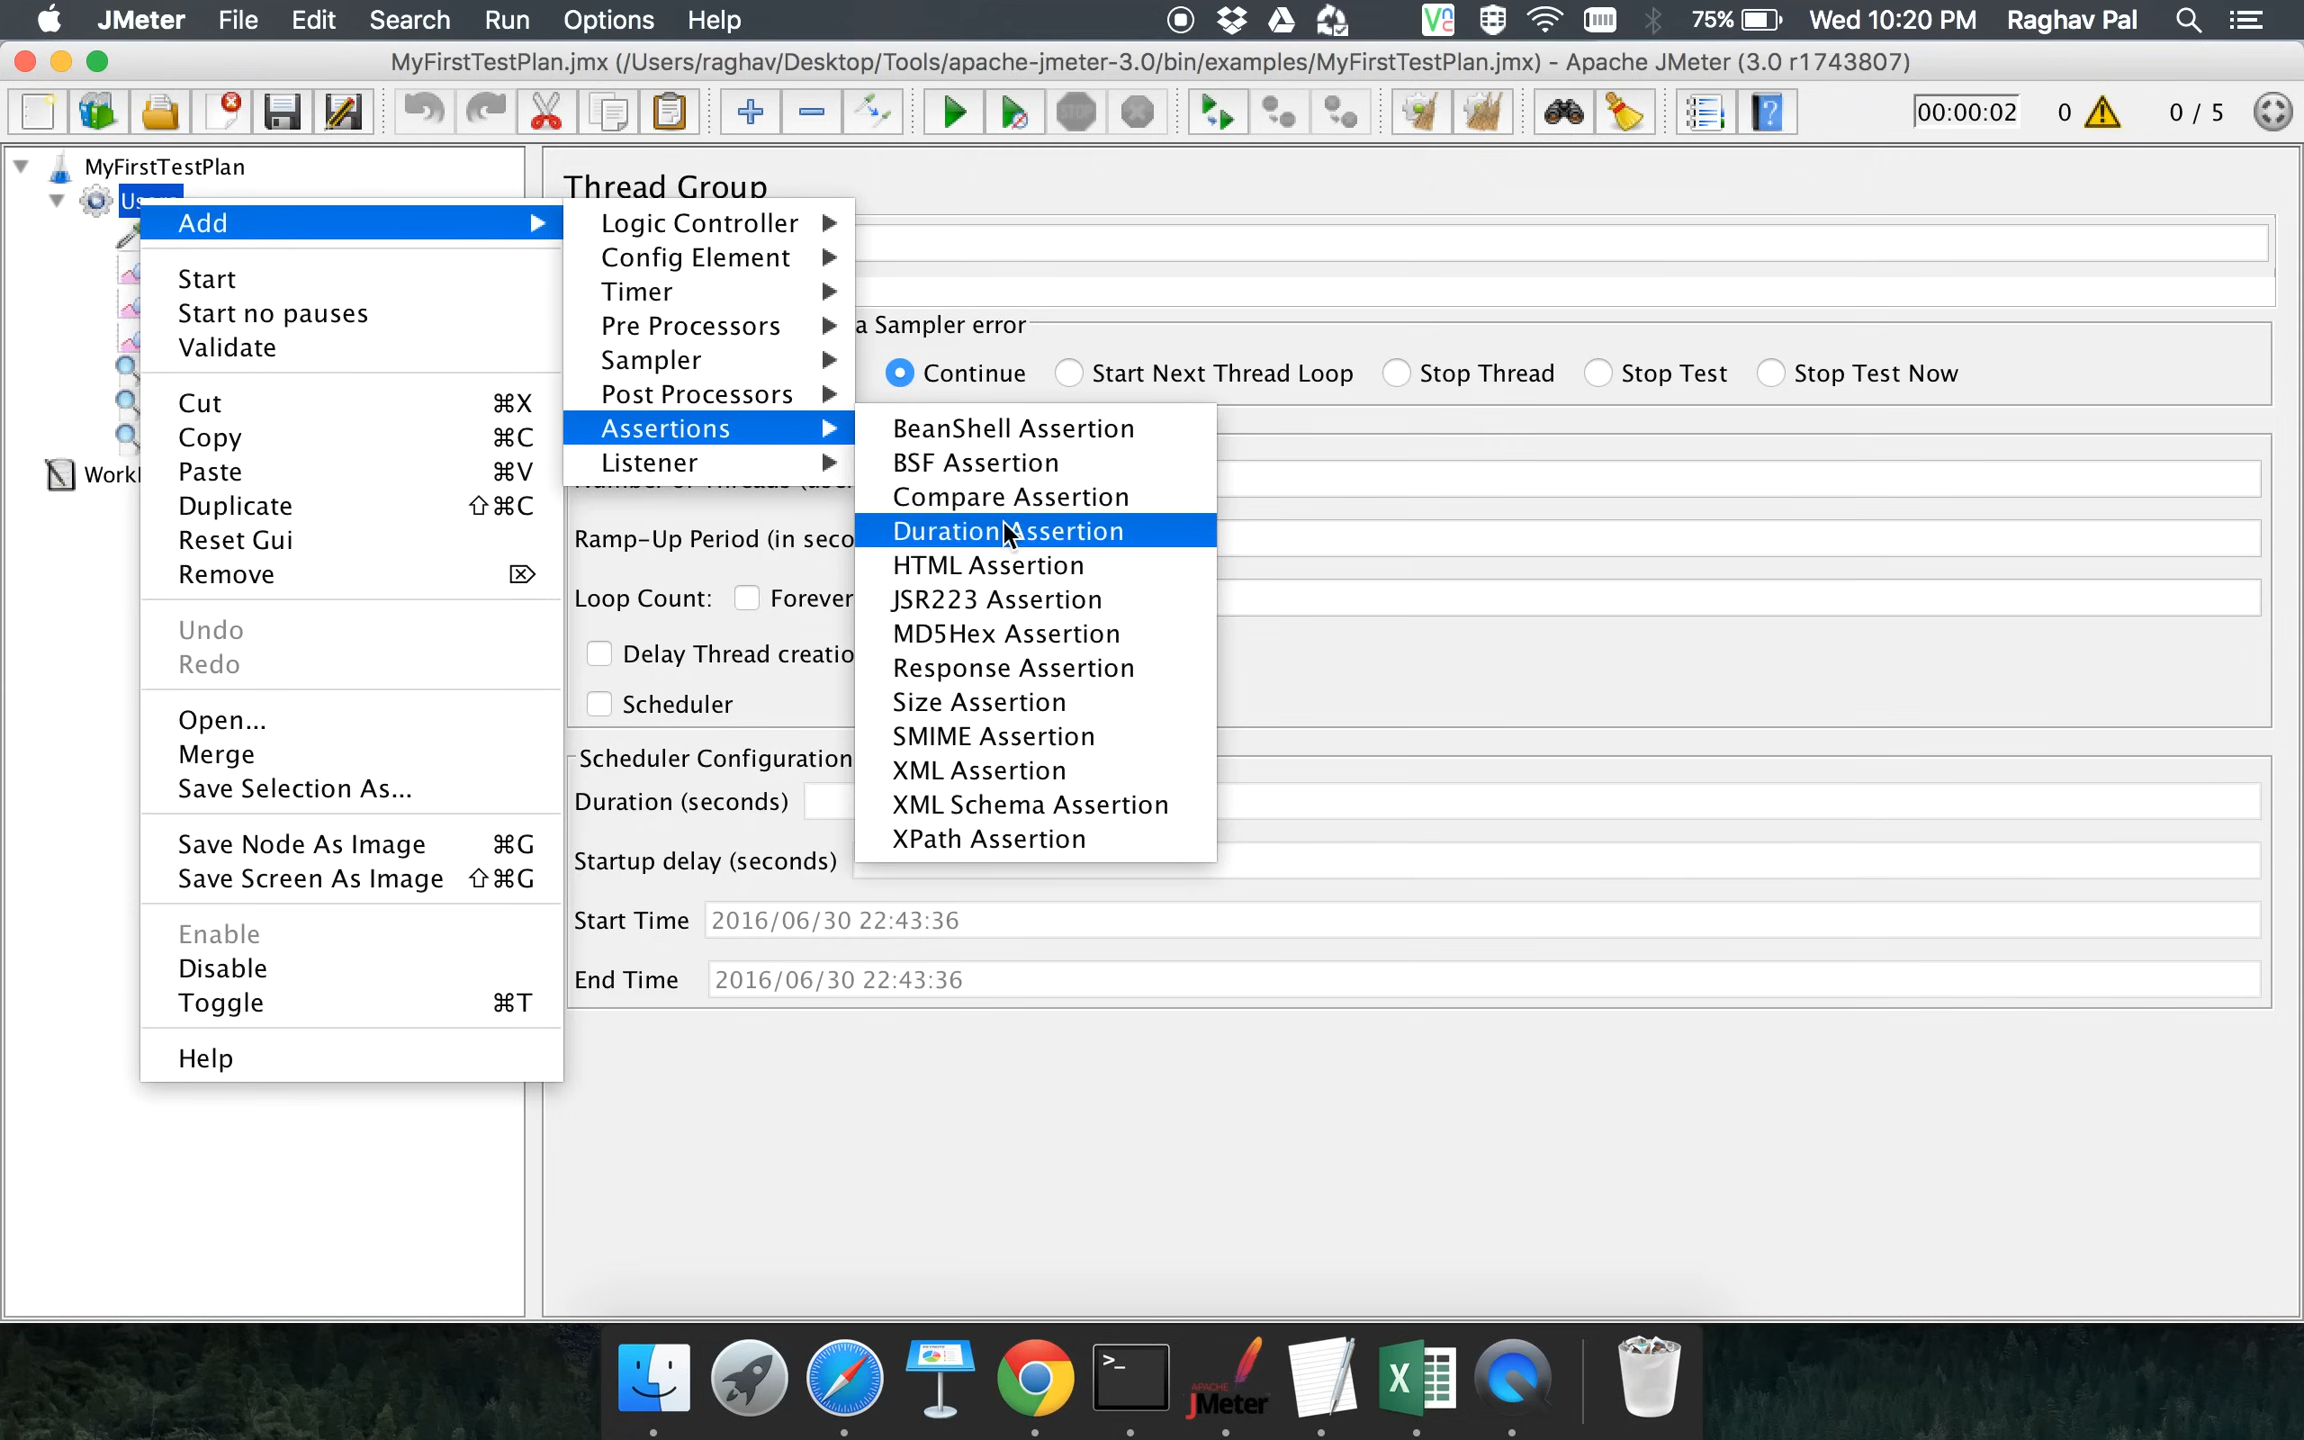 JMeter File Edit Search Run Options Help 75% Wed 10:20 PM Raghav Pal
MyFirstTestPlan.jmx (/Users/raghav/Desktop/Tools/apache-jmeter-3.0/bin/examples/MyFirstTestPlan.jmx) - Apache JMeter (3.0 r1743807)
STOP 00:00:02 0 0 / 5
MyFirstTestPlan
Thread Group
Add
Start
Start no pauses
Validate
Cut ⌘X
Copy ⌘C
Paste ⌘V
Duplicate ⇧⌘C
Reset Gui
Remove ⌦
Undo
Redo
Open...
Merge
Save Selection As...
Save Node As Image ⌘G
Save Screen As Image ⇧⌘G
Enable
Disable
Toggle ⌘T
Help
Logic Controller
Config Element
Timer
Pre Processors
Sampler
Post Processors
Assertions
Listener
BeanShell Assertion
BSF Assertion
Compare Assertion
Duration Assertion
HTML Assertion
JSR223 Assertion
MD5Hex Assertion
Response Assertion
Size Assertion
SMIME Assertion
XML Assertion
XML Schema Assertion
XPath Assertion
a Sampler error
Continue Start Next Thread Loop Stop Thread Stop Test Stop Test Now
Ramp-Up Period (in seco
Loop Count: Forever
Delay Thread creatio
Scheduler
Scheduler Configuration
Duration (seconds)
Startup delay (seconds)
Start Time 2016/06/30 22:43:36
End Time 2016/06/30 22:43:36
APACHE
JMeter